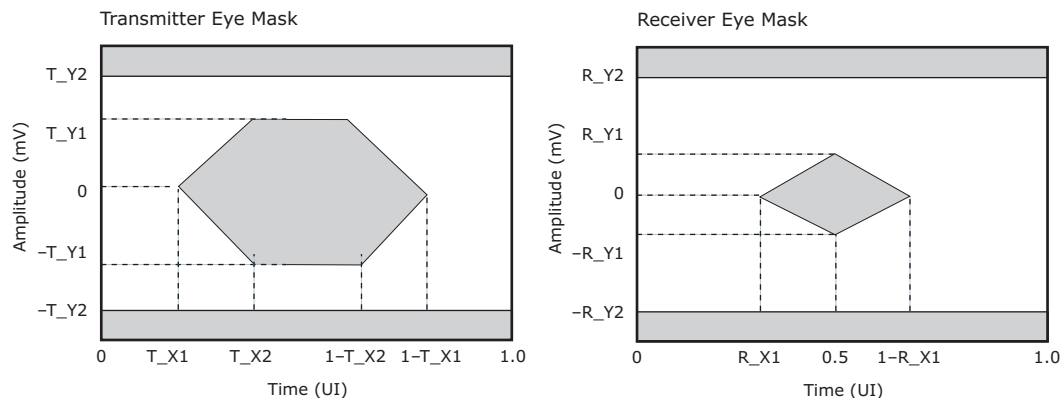 Transmitter Eye Mask
T_Y2
T_Y1
0
–T_Y1
–T_Y2
Amplitude (mV)
0
T_X1
T_X2
1–T_X2
1–T_X1
1.0
Time (UI)
Receiver Eye Mask
R_Y2
R_Y1
0
–R_Y1
–R_Y2
Amplitude (mV)
0
R_X1
0.5
1–R_X1
1.0
Time (UI)